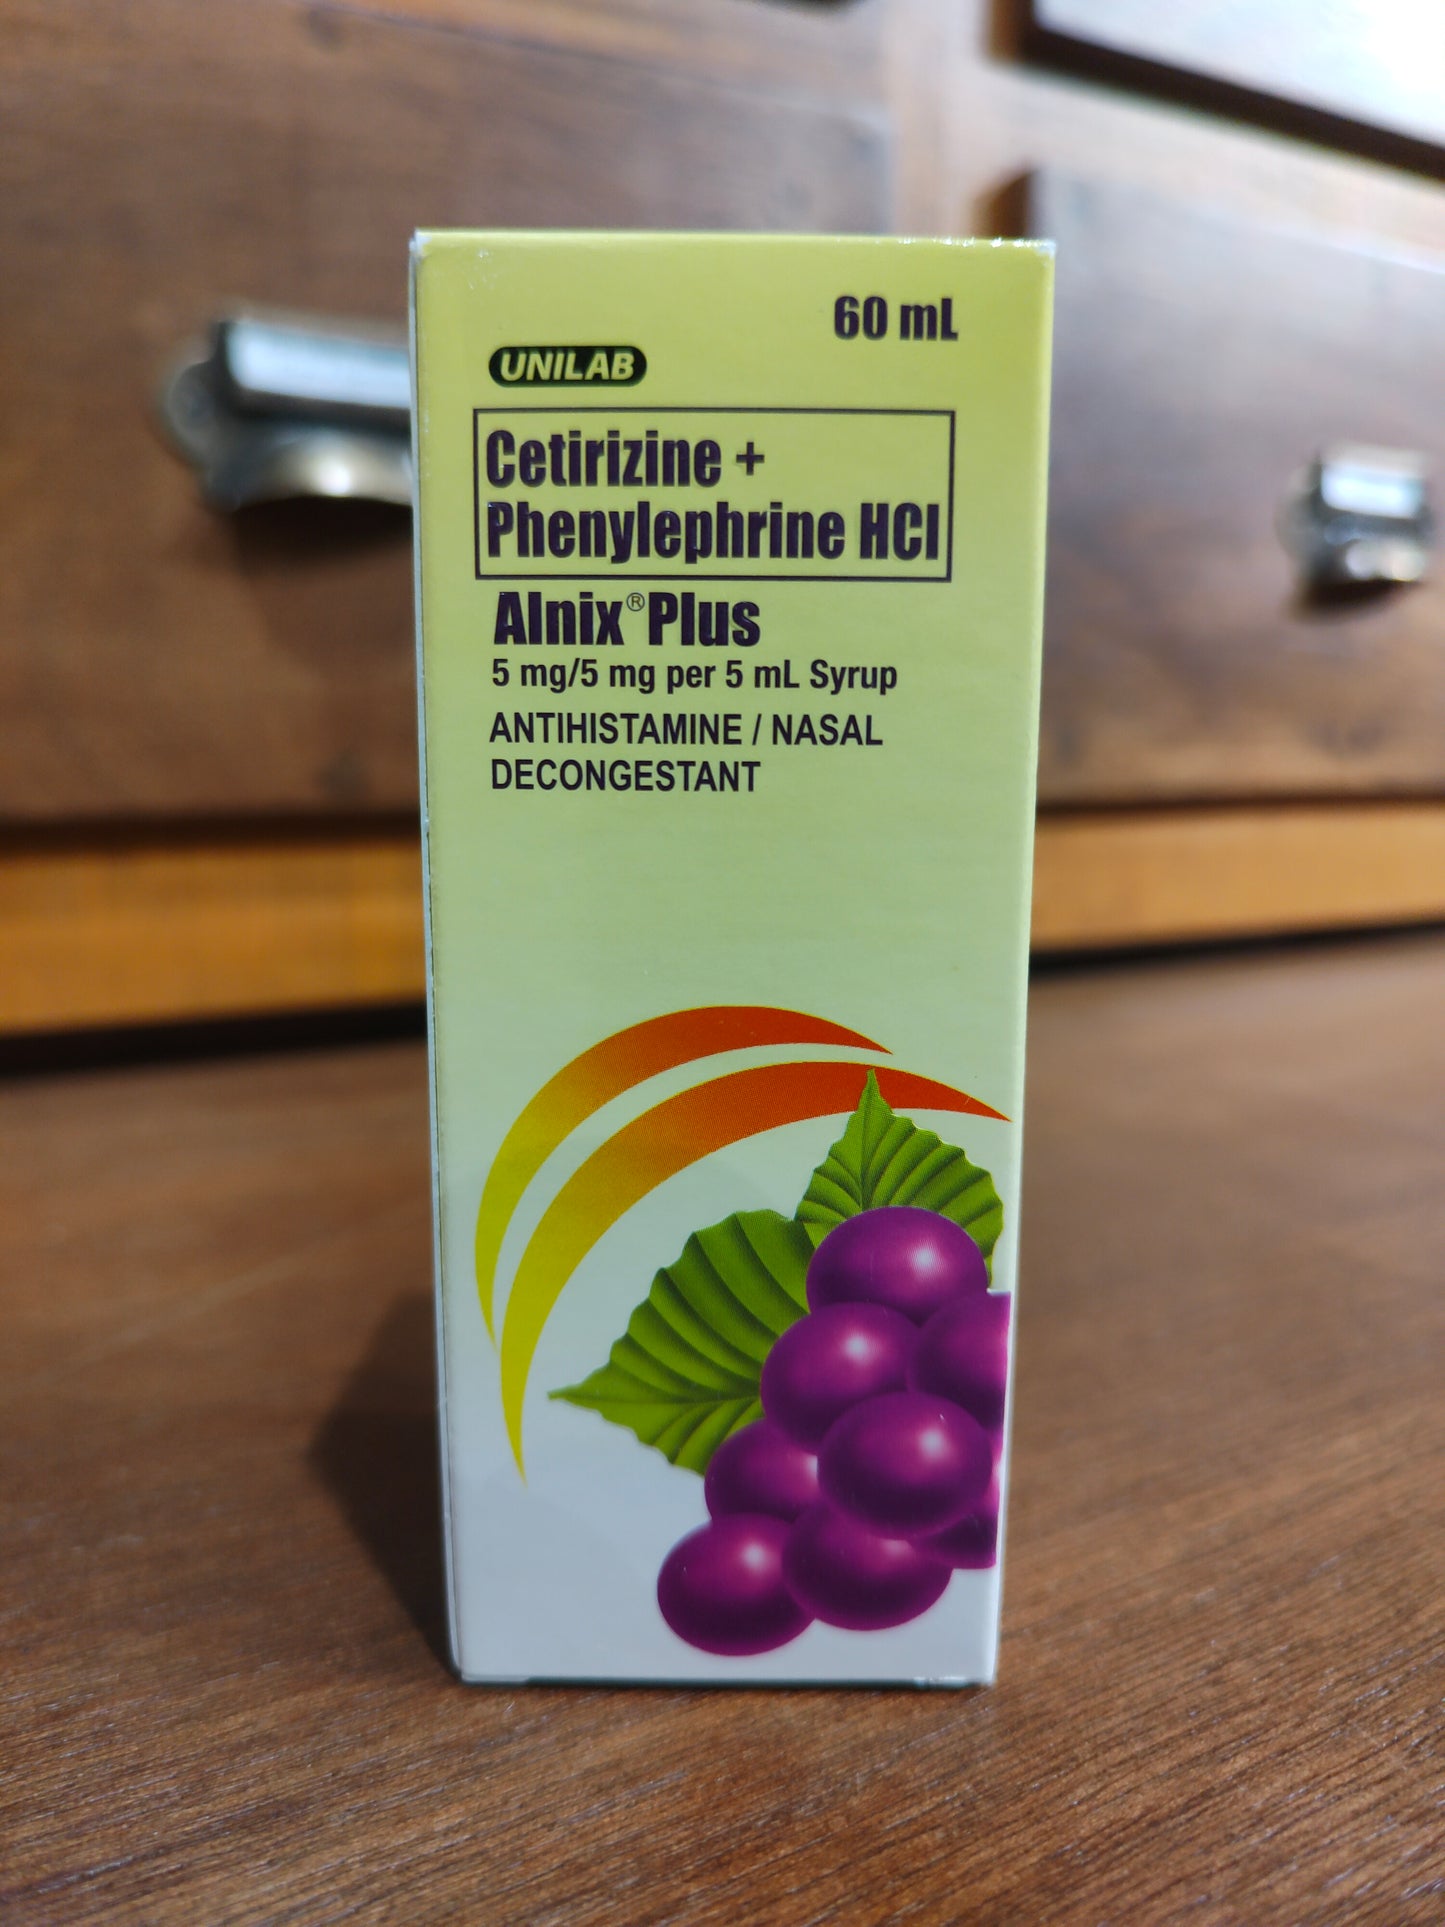 60 mL
UNILAB
Cetirizine +
Phenylephrine HCl
Alnix® Plus
5 mg/5 mg per 5 mL Syrup
ANTIHISTAMINE / NASAL
DECONGESTANT